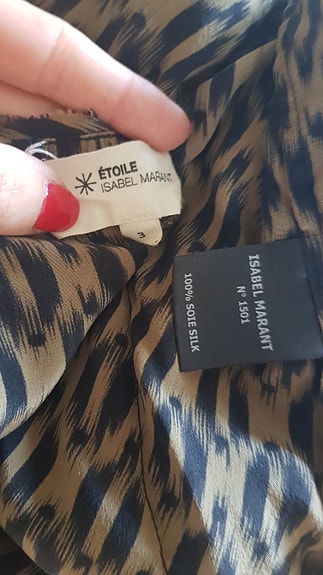 ÉTOILE
ISABEL MARANT
3
ISABEL MARANT
N° 1501
100% SOIE SILK